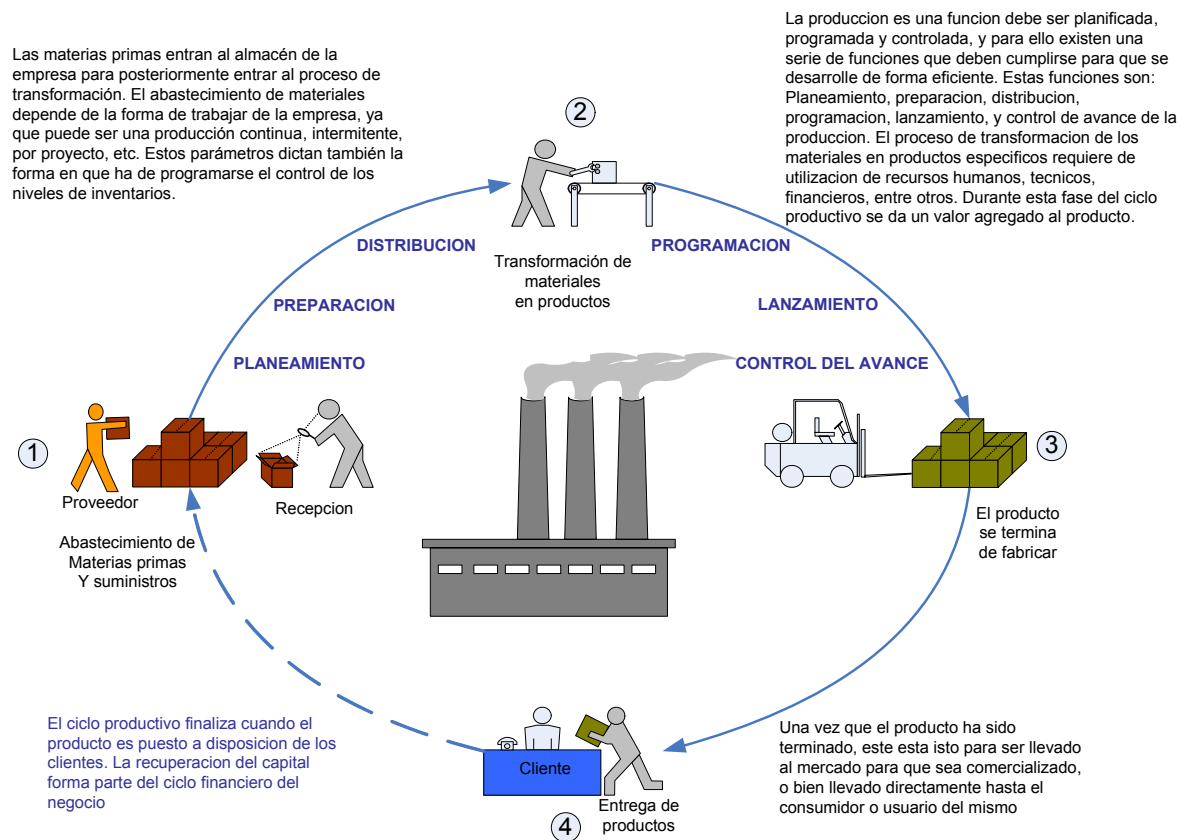 Las materias primas entran al almacén de la
empresa para posteriormente entrar al proceso de
transformación. El abastecimiento de materiales
depende de la forma de trabajar de la empresa, ya
que puede ser una producción continua, intermitente,
por proyecto, etc. Estos parámetros dictan también la
forma en que ha de programarse el control de los
niveles de inventarios.
La produccion es una funcion debe ser planificada,
programada y controlada, y para ello existen una
serie de funciones que deben cumplirse para que se
desarrolle de forma eficiente. Estas funciones son:
Planeamiento, preparacion, distribucion,
programacion, lanzamiento, y control de avance de la
produccion. El proceso de transformacion de los
materiales en productos especificos requiere de
utilizacion de recursos humanos, tecnicos,
financieros, entre otros. Durante esta fase del ciclo
productivo se da un valor agregado al producto.
2
DISTRIBUCION
PROGRAMACION
Transformación de
materiales
en productos
PREPARACION
LANZAMIENTO
PLANEAMIENTO
CONTROL DEL AVANCE
1
3
Proveedor
Recepcion
Abastecimiento de
Materias primas
Y suministros
El producto
se termina
de fabricar
El ciclo productivo finaliza cuando el
producto es puesto a disposicion de los
clientes. La recuperacion del capital
forma parte del ciclo financiero del
negocio
Cliente
Entrega de
productos
4
Una vez que el producto ha sido
terminado, este esta isto para ser llevado
al mercado para que sea comercializado,
o bien llevado directamente hasta el
consumidor o usuario del mismo